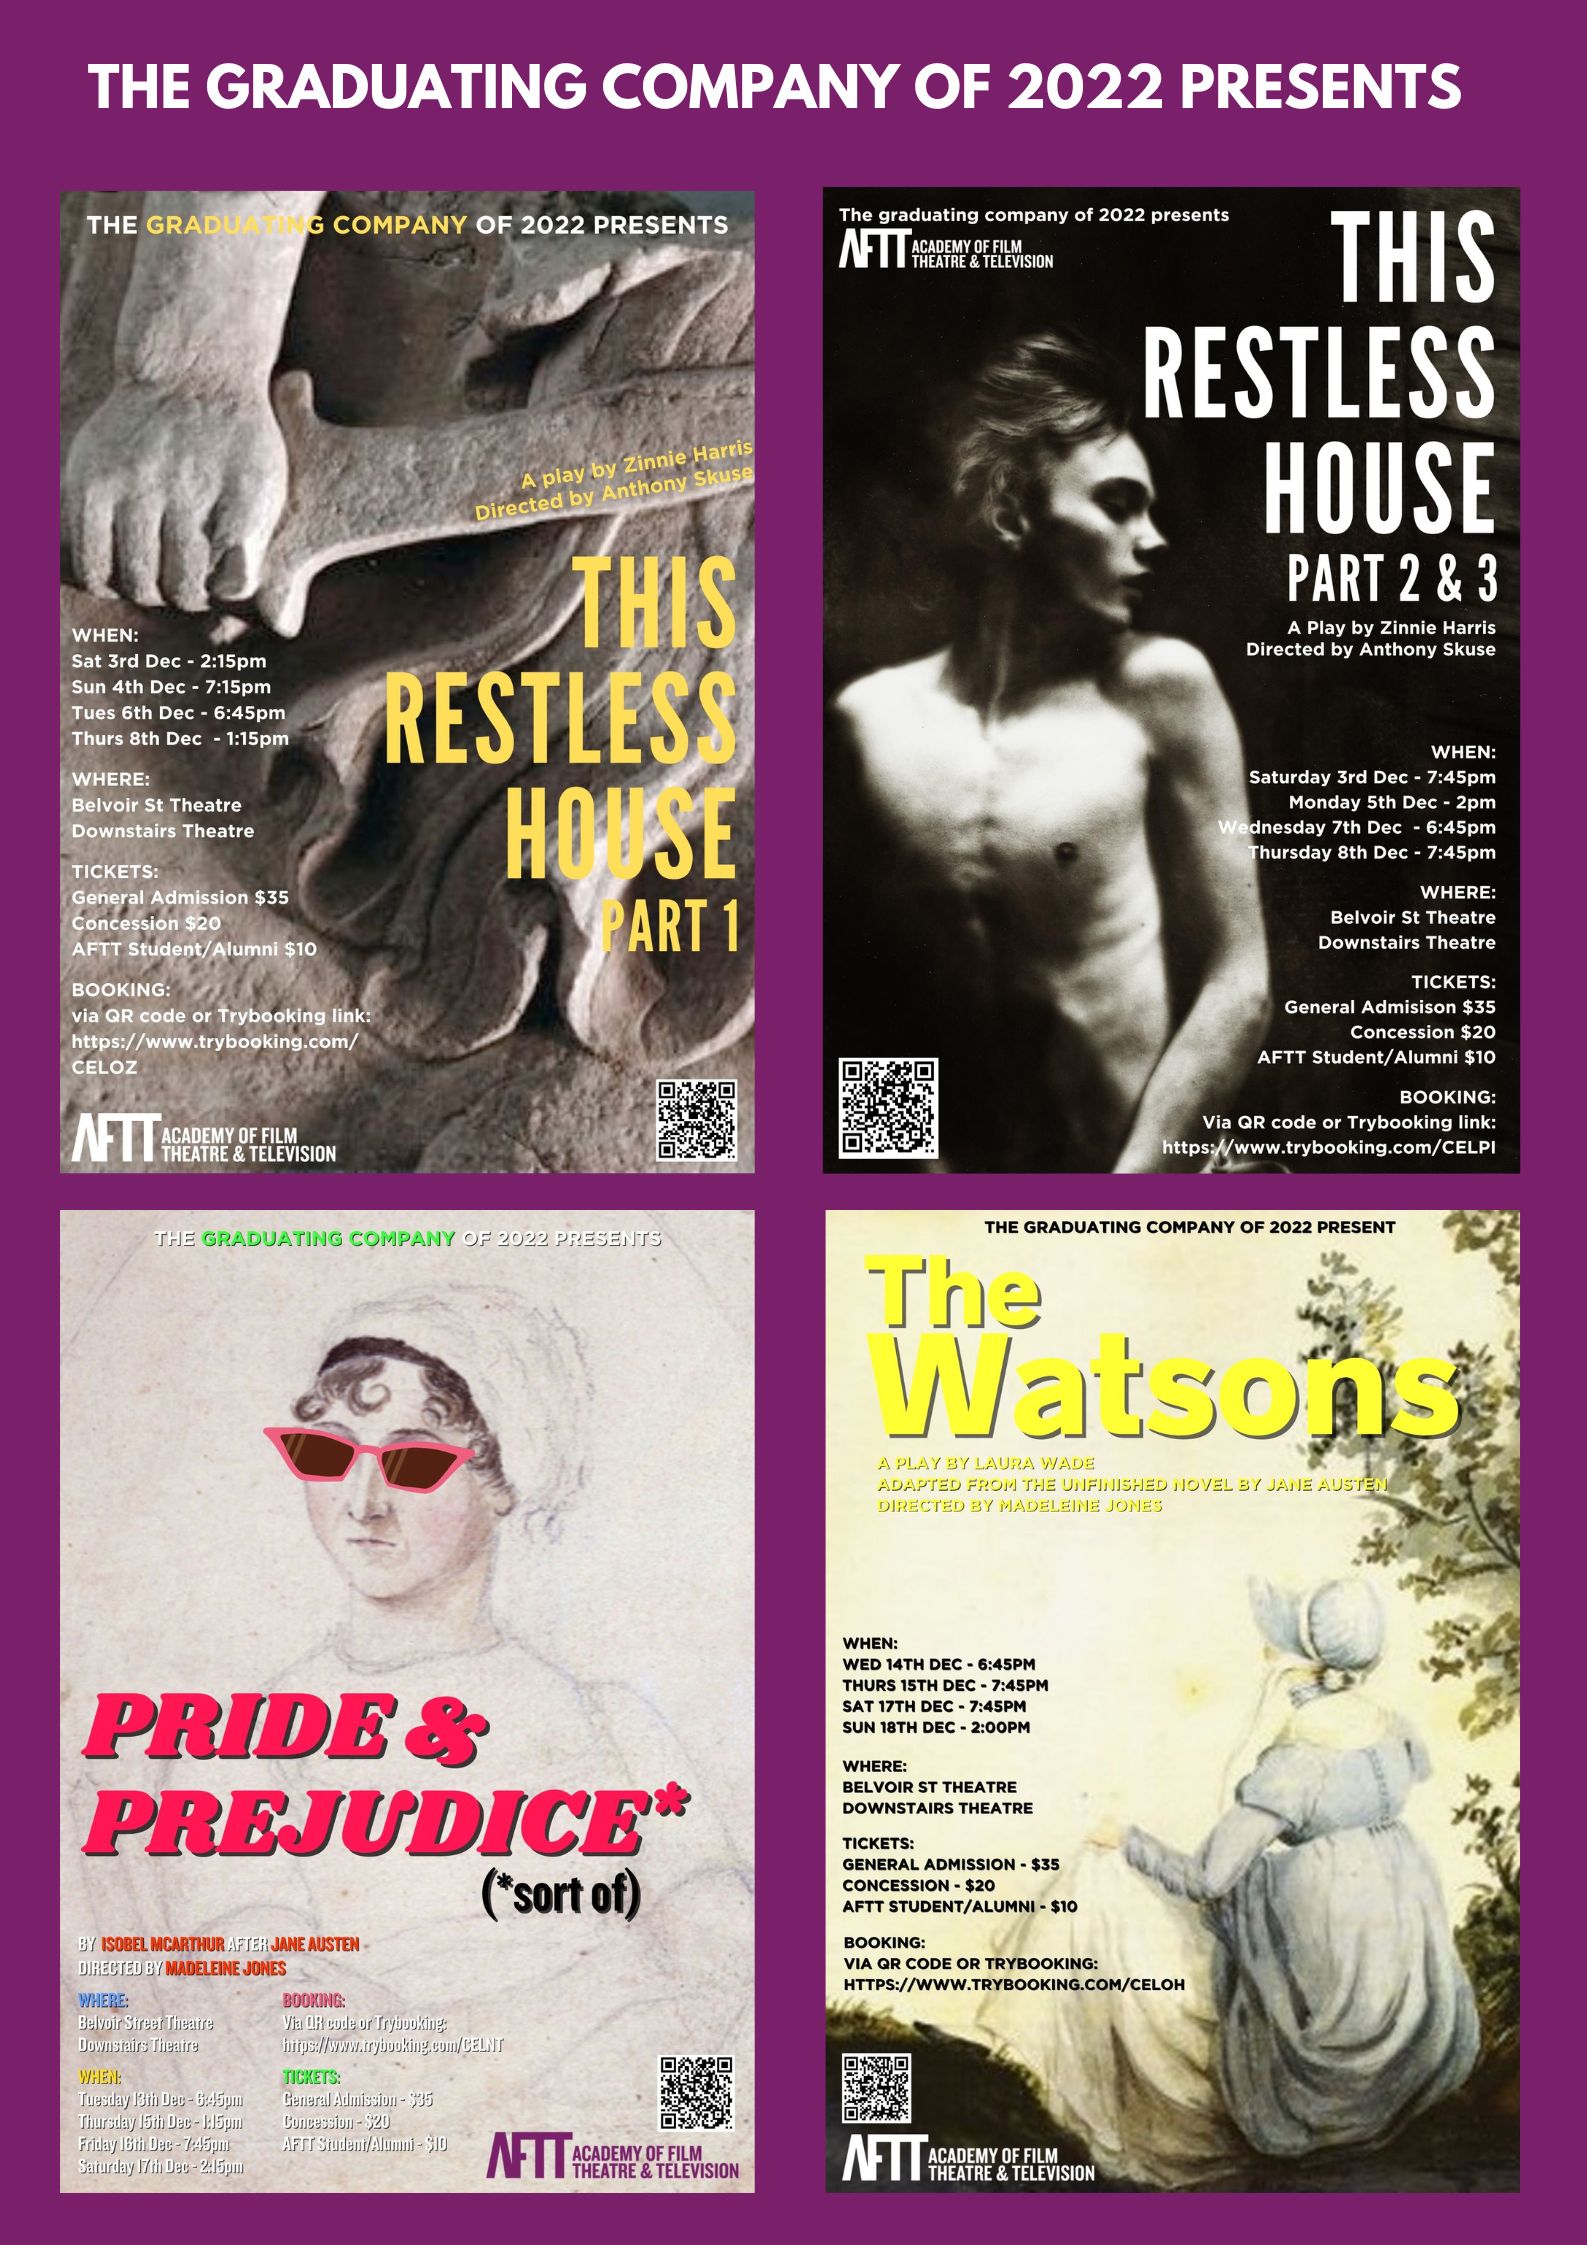 THE GRADUATING COMPANY OF 2022 PRESENTS
THE GRADUATING COMPANY OF 2022 PRESENTS
A play by Zinnie Harris
Directed by Anthony Skuse
THIS
RESTLESS
HOUSE
PART 1
WHEN:
Sat 3rd Dec - 2:15pm
Sun 4th Dec - 7:15pm
Tues 6th Dec - 6:45pm
Thurs 8th Dec - 1:15pm
WHERE:
Belvoir St Theatre
Downstairs Theatre
TICKETS:
General Admission $35
Concession $20
AFTT Student/Alumni $10
BOOKING:
via QR code or Trybooking link:
https://www.trybooking.com/
CELOZ
AFTT ACADEMY OF FILM
THEATRE & TELEVISION
The graduating company of 2022 presents
AFTT ACADEMY OF FILM
THEATRE & TELEVISION
THIS
RESTLESS
HOUSE
PART 2 & 3
A Play by Zinnie Harris
Directed by Anthony Skuse
WHEN:
Saturday 3rd Dec - 7:45pm
Monday 5th Dec - 2pm
Wednesday 7th Dec - 6:45pm
Thursday 8th Dec - 7:45pm
WHERE:
Belvoir St Theatre
Downstairs Theatre
TICKETS:
General Admisison $35
Concession $20
AFTT Student/Alumni $10
BOOKING:
Via QR code or Trybooking link:
https://www.trybooking.com/CELPI
THE GRADUATING COMPANY OF 2022 PRESENTS
PRIDE &
PREJUDICE*
(*sort of)
BY ISOBEL MCARTHUR AFTER JANE AUSTEN
DIRECTED BY MADELEINE JONES
WHERE:
Belvoir Street Theatre
Downstairs Theatre
WHEN:
Tuesday 13th Dec - 6:45pm
Thursday 15th Dec - 1:15pm
Friday 16th Dec - 7:45pm
Saturday 17th Dec - 2:15pm
BOOKING:
Via QR code or Trybooking:
https://www.trybooking.com/CELNT
TICKETS:
General Admission - $35
Concession - $20
AFTT Student/Alumni - $10
AFTT ACADEMY OF FILM
THEATRE & TELEVISION
THE GRADUATING COMPANY OF 2022 PRESENT
The
Watsons
A PLAY BY LAURA WADE
ADAPTED FROM THE UNFINISHED NOVEL BY JANE AUSTEN
DIRECTED BY MADELEINE JONES
WHEN:
WED 14TH DEC - 6:45PM
THURS 15TH DEC - 7:45PM
SAT 17TH DEC - 7:45PM
SUN 18TH DEC - 2:00PM
WHERE:
BELVOIR ST THEATRE
DOWNSTAIRS THEATRE
TICKETS:
GENERAL ADMISSION - $35
CONCESSION - $20
AFTT STUDENT/ALUMNI - $10
BOOKING:
VIA QR CODE OR TRYBOOKING:
HTTPS://WWW.TRYBOOKING.COM/CELOH
AFTT ACADEMY OF FILM
THEATRE & TELEVISION